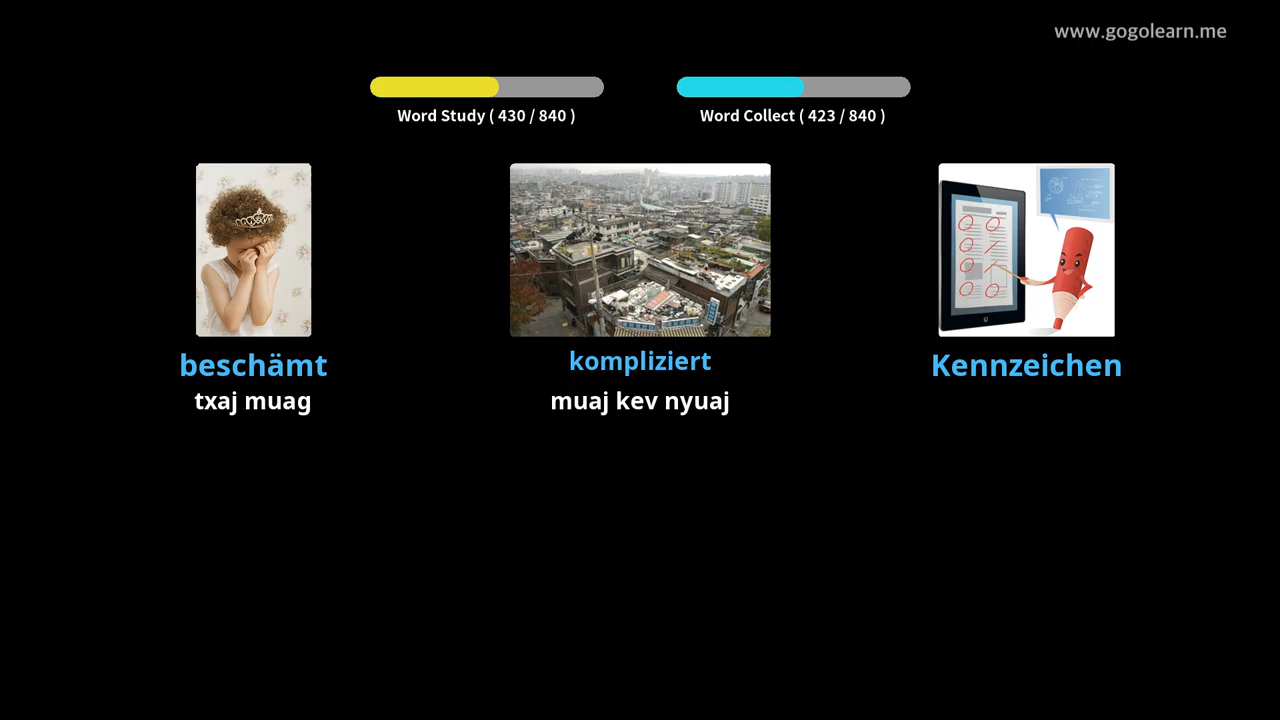 www.gogolearn.me
Word Study ( 430 / 840 )
Word Collect ( 423 / 840 )
beschämt
kompliziert
Kennzeichen
txaj muag
muaj kev nyuaj